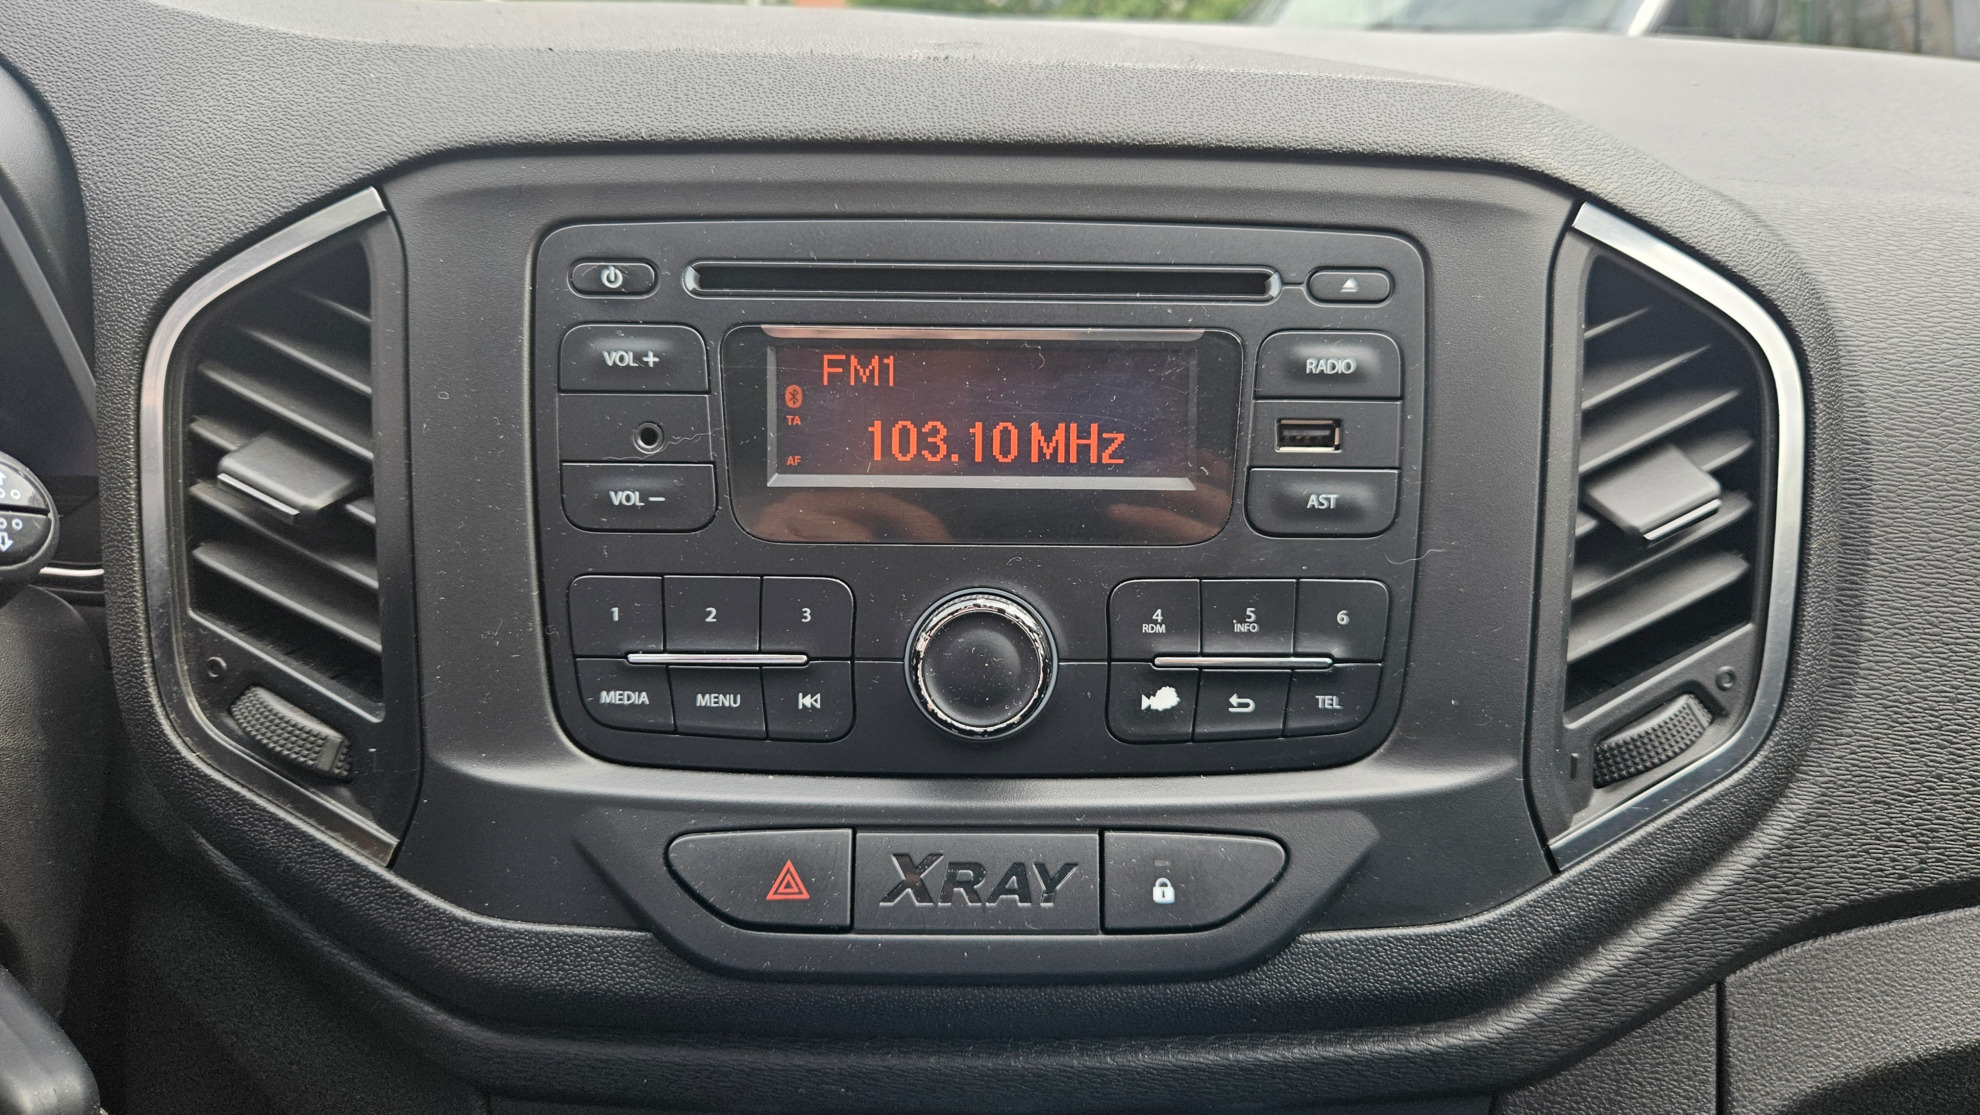 VOL +
RADIO
FM1
TA
103.10 MHz
AF
VOL −
AST
1
2
3
4
RDM
5
INFO
6
MEDIA
MENU
TEL
XRAY